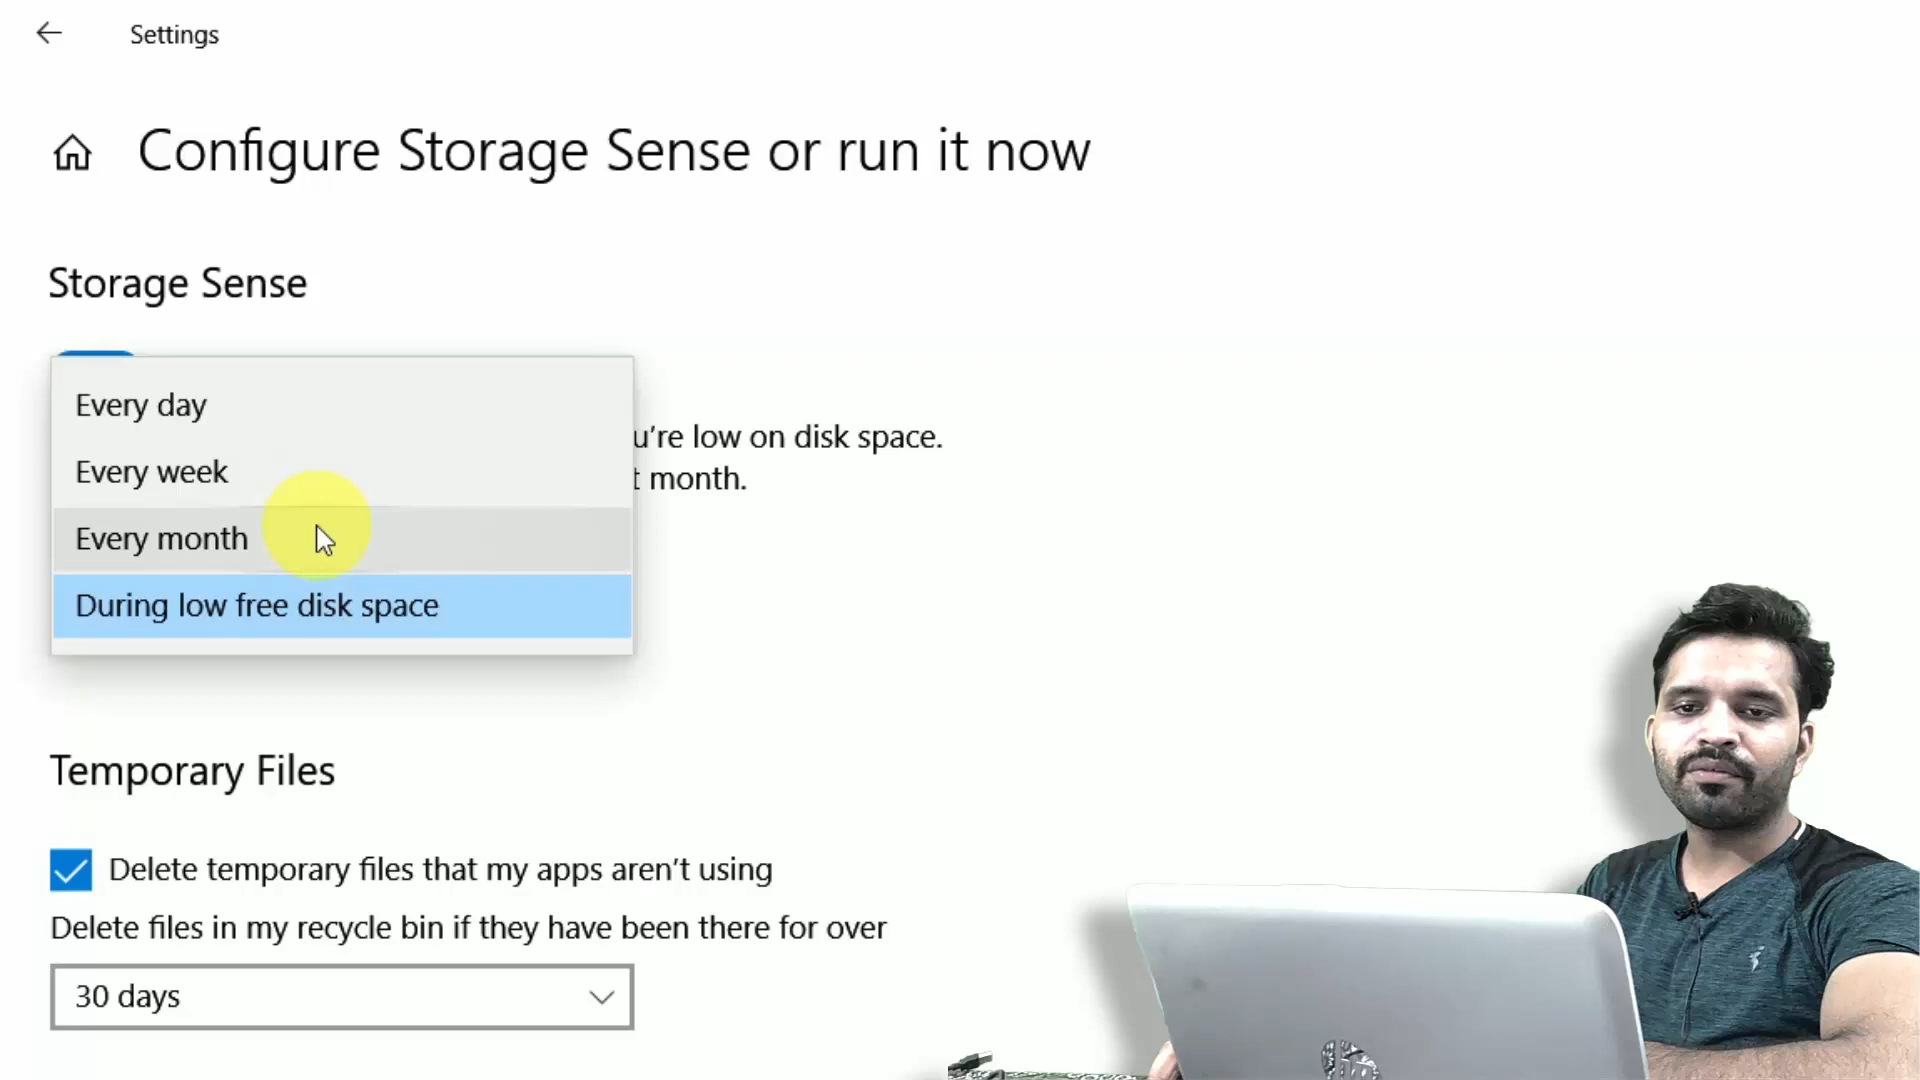 Settings
Configure Storage Sense or run it now
Storage Sense
Every day
u're low on disk space.
Every week
t month.
Every month
During low free disk space
Temporary Files
Delete temporary files that my apps aren't using
Delete files in my recycle bin if they have been there for over
30 days